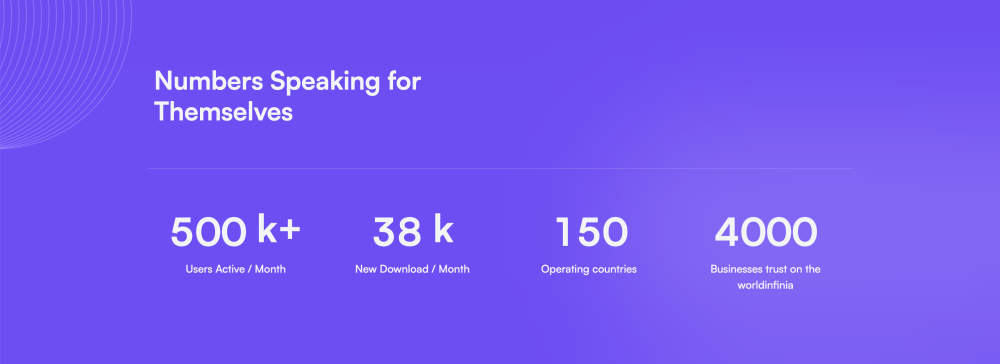 Numbers Speaking for
Themselves
500 k+
38 k
150
4000
Users Active / Month
New Download / Month
Operating countries
Businesses trust on the
worldinfinia